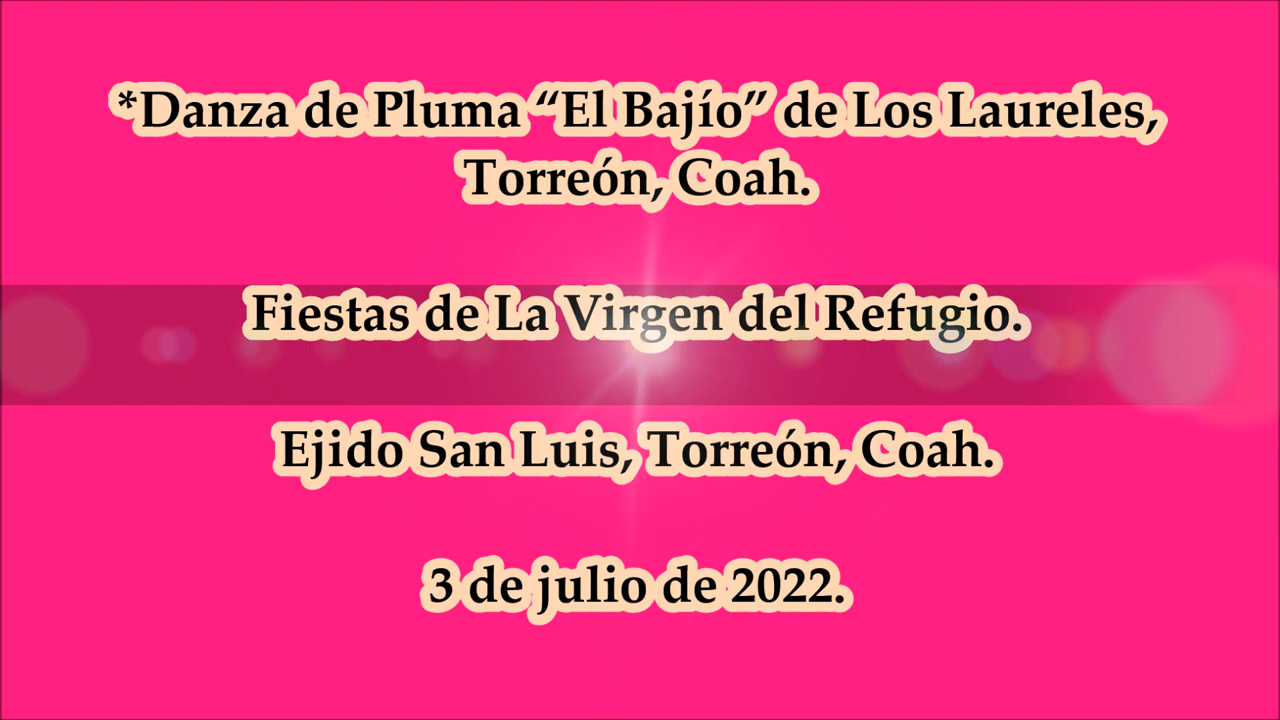 *Danza de Pluma “El Bajío” de Los Laureles,
Torreón, Coah.
Fiestas de La Virgen del Refugio.
Ejido San Luis, Torreón, Coah.
3 de julio de 2022.